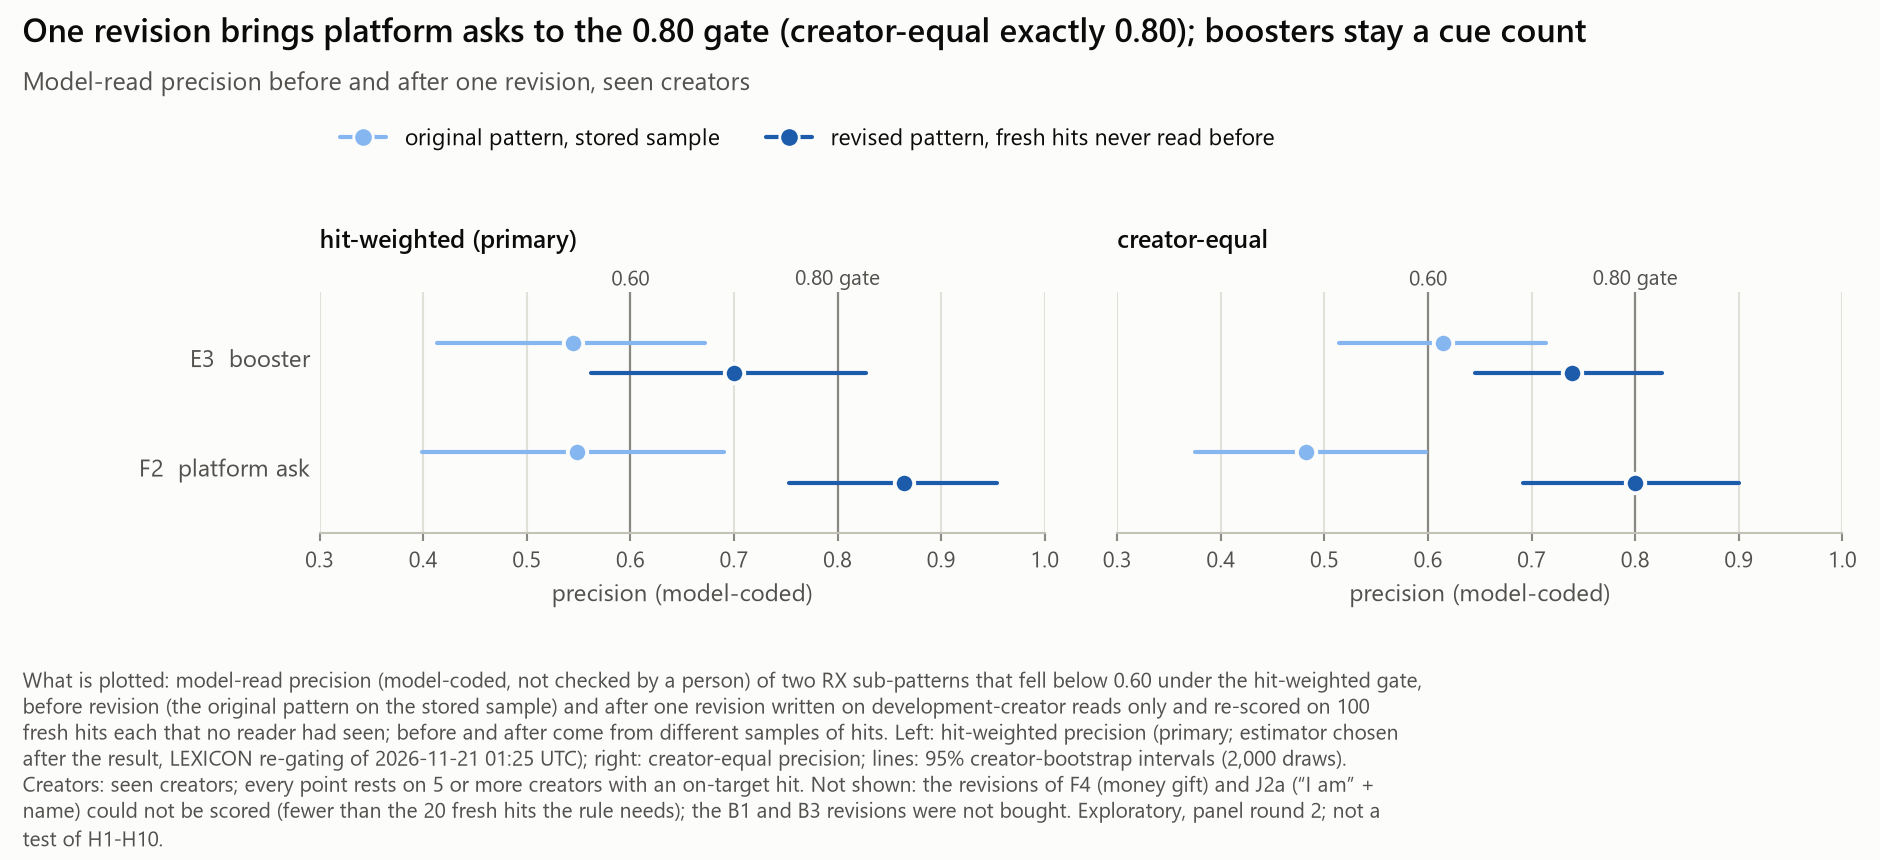 One revision brings platform asks to the 0.80 gate (creator-equal exactly 0.80); boosters stay a cue count
Model-read precision before and after one revision, seen creators
original pattern, stored sample
revised pattern, fresh hits never read before
hit-weighted (primary)
0.60
0.80 gate
E3 booster
F2 platform ask
0.3 0.4 0.5 0.6 0.7 0.8 0.9 1.0
precision (model-coded)
creator-equal
0.60
0.80 gate
0.3 0.4 0.5 0.6 0.7 0.8 0.9 1.0
precision (model-coded)
What is plotted: model-read precision (model-coded, not checked by a person) of two RX sub-patterns that fell below 0.60 under the hit-weighted gate,
before revision (the original pattern on the stored sample) and after one revision written on development-creator reads only and re-scored on 100
fresh hits each that no reader had seen; before and after come from different samples of hits. Left: hit-weighted precision (primary; estimator chosen
after the result, LEXICON re-gating of 2026-11-21 01:25 UTC); right: creator-equal precision; lines: 95% creator-bootstrap intervals (2,000 draws).
Creators: seen creators; every point rests on 5 or more creators with an on-target hit. Not shown: the revisions of F4 (money gift) and J2a (“I am” +
name) could not be scored (fewer than the 20 fresh hits the rule needs); the B1 and B3 revisions were not bought. Exploratory, panel round 2; not a
test of H1-H10.